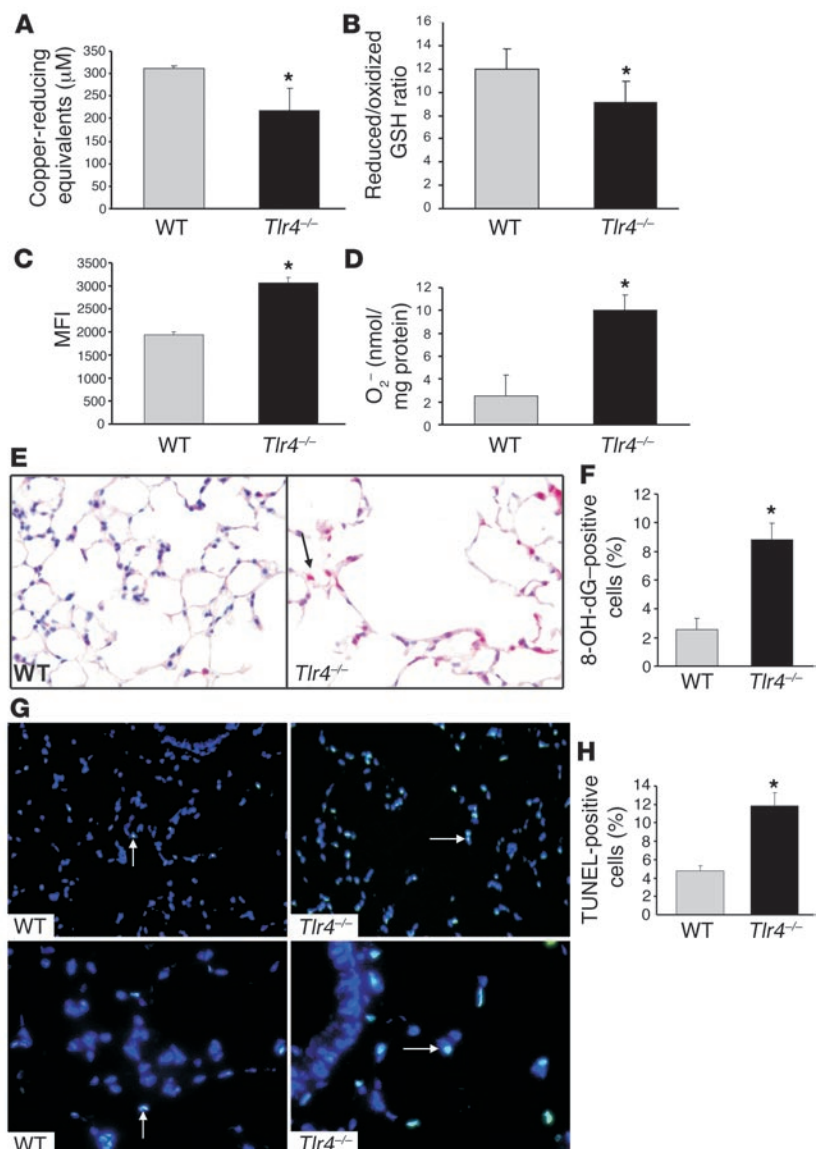 A
Copper-reducing
equivalents (μM)
350
300
250
200
150
100
50
0
*
WT
Tlr4–/–
B
Reduced/oxidized
GSH ratio
16
14
12
10
8
6
4
2
0
*
WT
Tlr4–/–
C
MFI
3500
3000
2500
2000
1500
1000
500
0
*
WT
Tlr4–/–
D
O2– (nmol/
mg protein)
12
10
8
6
4
2
0
*
WT
Tlr4–/–
E
WT
Tlr4–/–
F
8-OH-dG–positive
cells (%)
12
10
8
6
4
2
0
*
WT
Tlr4–/–
G
WT
Tlr4–/–
WT
Tlr4–/–
H
TUNEL-positive
cells (%)
14
12
10
8
6
4
2
0
*
WT
Tlr4–/–